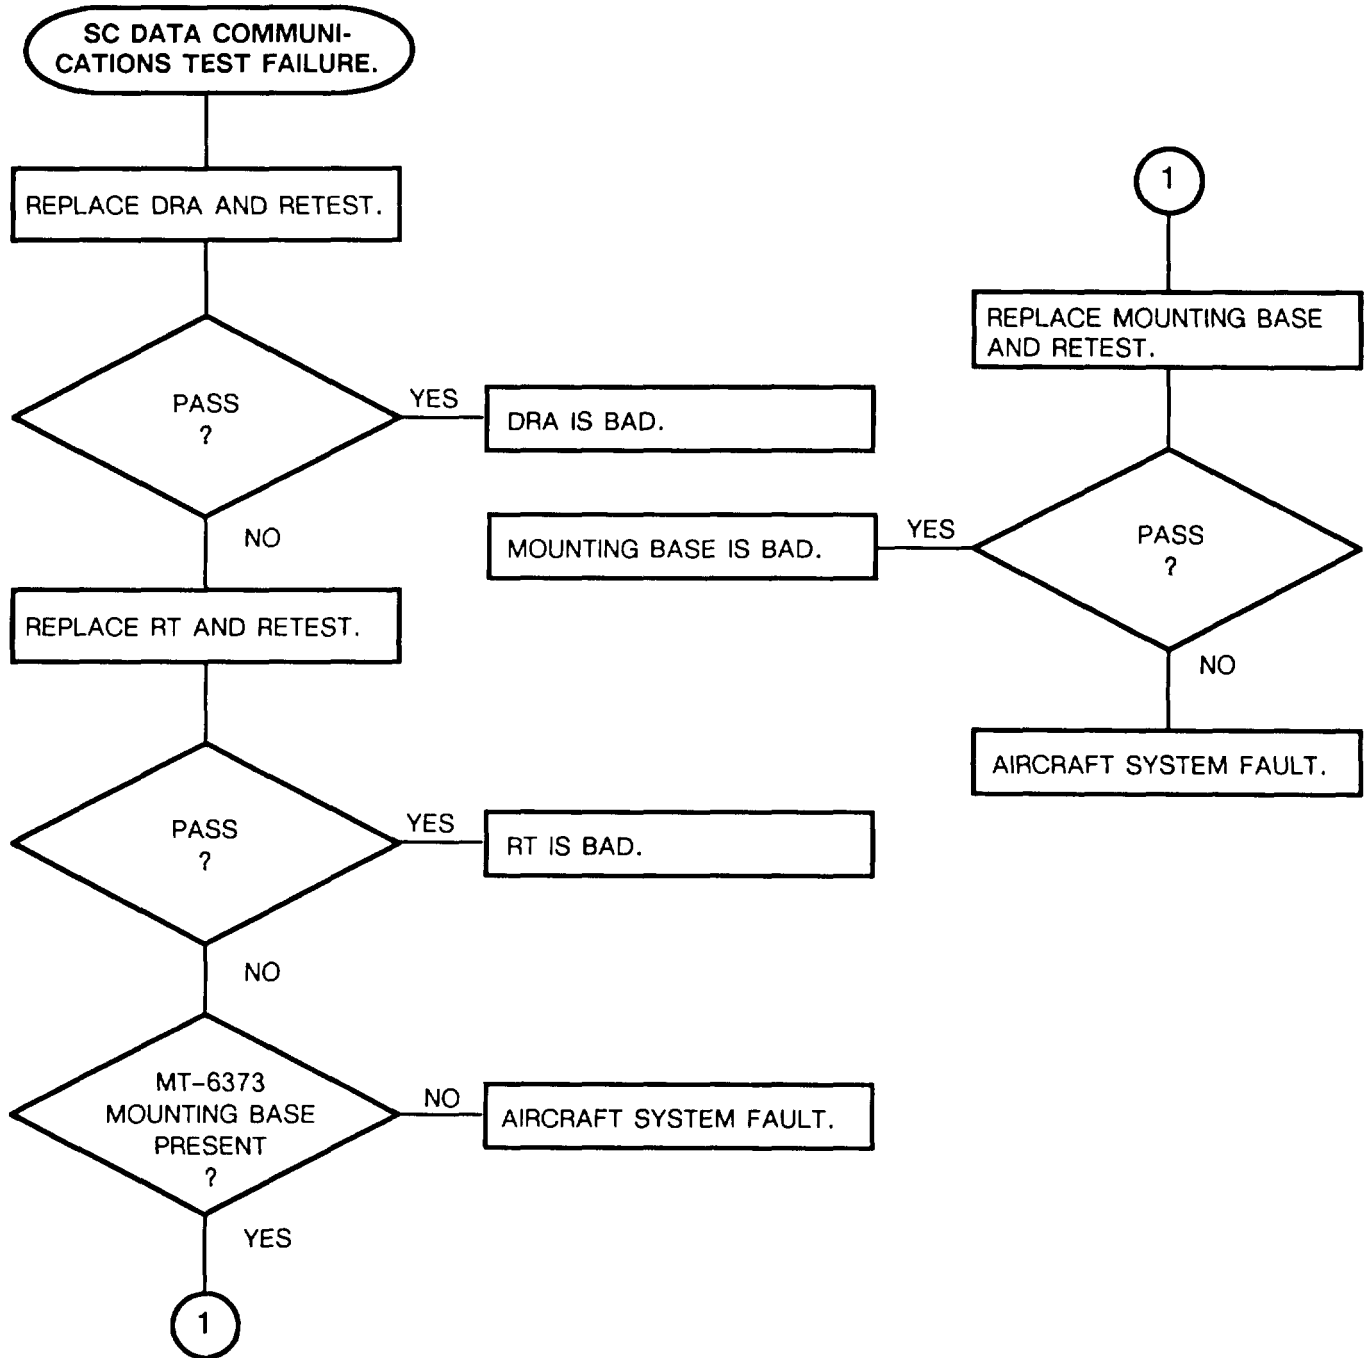 SC DATA COMMUNI-
CATIONS TEST FAILURE.
REPLACE DRA AND RETEST.
PASS
?
YES
DRA IS BAD.
NO
REPLACE RT AND RETEST.
PASS
?
YES
RT IS BAD.
NO
MT-6373
MOUNTING BASE
PRESENT
?
NO
AIRCRAFT SYSTEM FAULT.
YES
1
1
REPLACE MOUNTING BASE
AND RETEST.
PASS
?
YES
MOUNTING BASE IS BAD.
NO
AIRCRAFT SYSTEM FAULT.